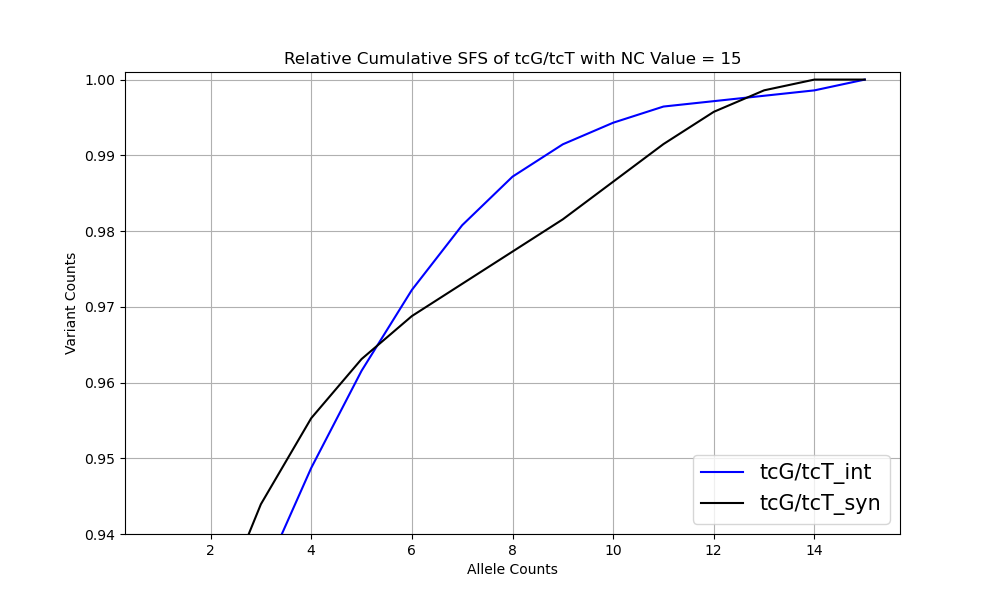 Relative Cumulative SFS of tcG/tcT with NC Value = 15
1.00
0.99
0.98
0.97
0.96
0.95
0.94
Variant Counts
2 4 6 8 10 12 14
Allele Counts
tcG/tcT_int
tcG/tcT_syn